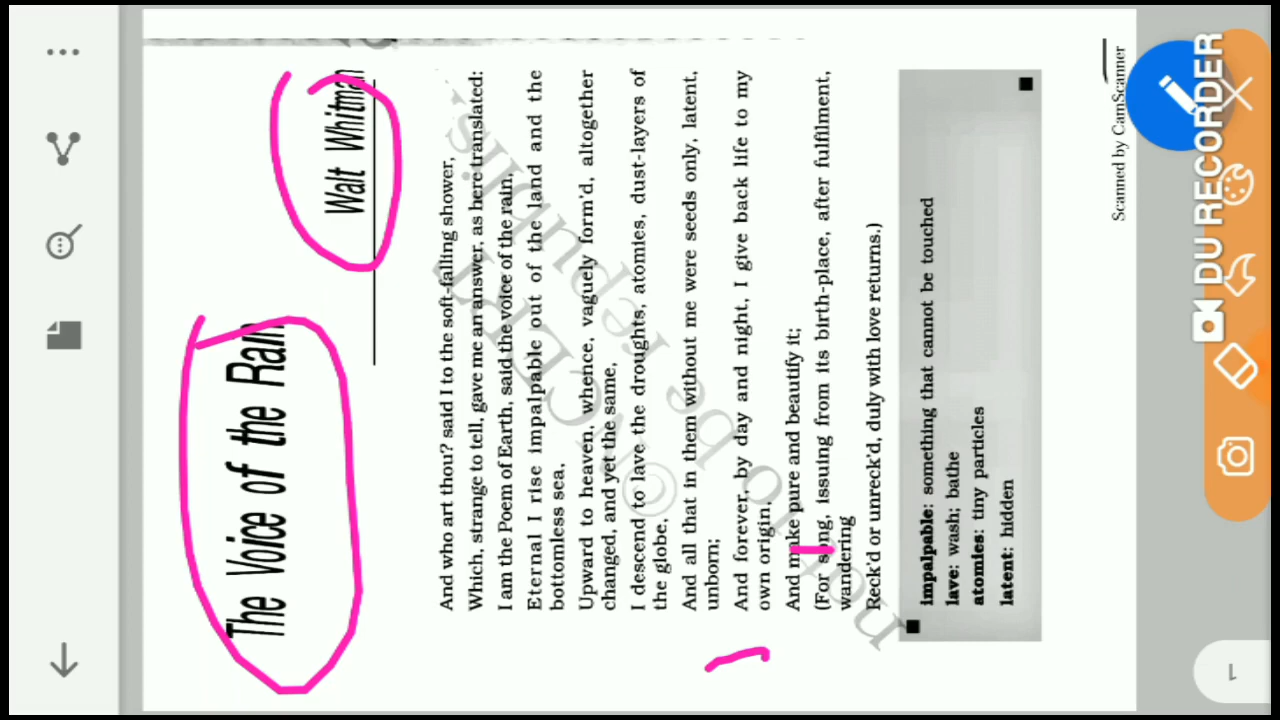 The Voice of the Rain
Walt Whitman
And who art thou? said I to the soft-falling shower,
Which, strange to tell, gave me an answer, as here translated:
I am the Poem of Earth, said the voice of the rain,
Eternal I rise impalpable out of the land and the
bottomless sea,
Upward to heaven, whence, vaguely form'd, altogether
changed, and yet the same,
I descend to lave the droughts, atomies, dust-layers of
the globe,
And all that in them without me were seeds only, latent,
unborn;
And forever, by day and night, I give back life to my
own origin,
And make pure and beautify it;
(For song, issuing from its birth-place, after fulfilment,
wandering
Reck'd or unreck'd, duly with love returns.)
impalpable: something that cannot be touched
lave: wash; bathe
atomies: tiny particles
latent: hidden
© NCERT
not to be republis
Scanned by CamScanner
DU RECORDER
1